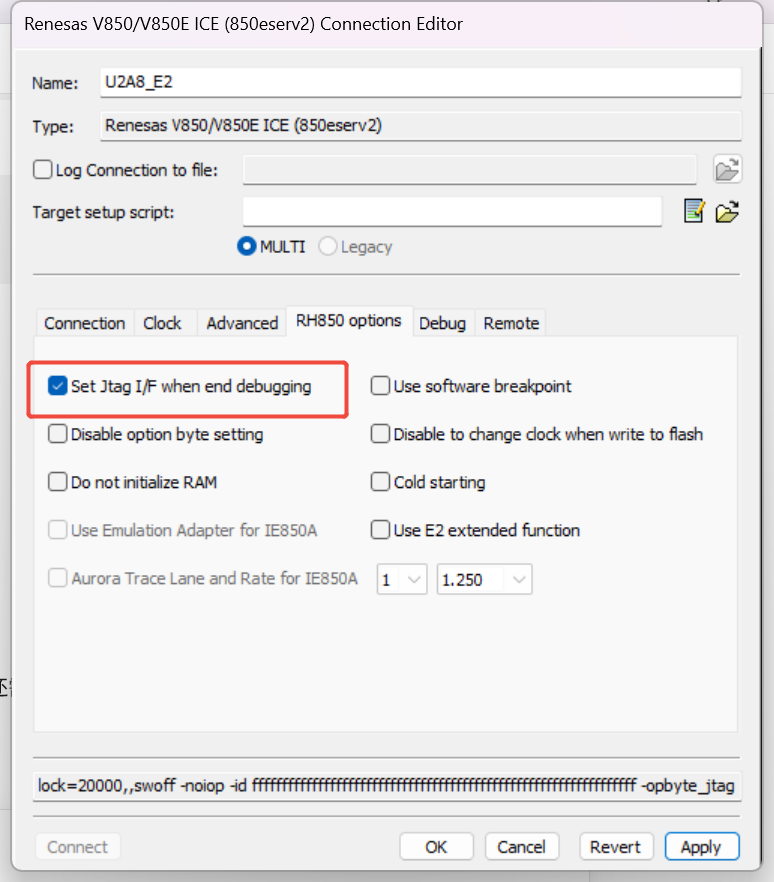 Renesas V850/V850E ICE (850eserv2) Connection Editor
Name: U2A8_E2
Type: Renesas V850/V850E ICE (850eserv2)
Log Connection to file:
Target setup script:
MULTI Legacy
Connection Clock Advanced RH850 options Debug Remote
Set Jtag I/F when end debugging Use software breakpoint
Disable option byte setting Disable to change clock when write to flash
Do not initialize RAM Cold starting
Use Emulation Adapter for IE850A Use E2 extended function
Aurora Trace Lane and Rate for IE850A 1 1.250
lock=20000,,swoff -noiop -id ffffffffffffffffffffffffffffffffffffffffffffffffffffffffffffffff -opbyte_jtag
Connect OK Cancel Revert Apply